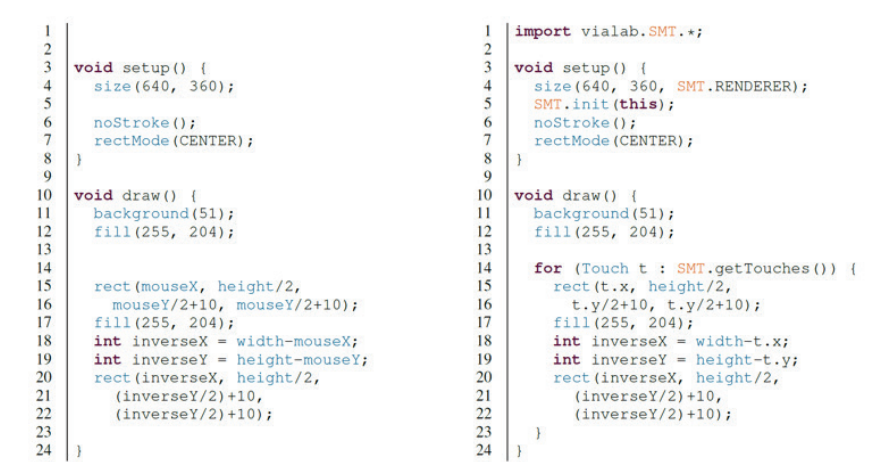 1
2
3 void setup() {
4 size(640, 360);
5
6 noStroke();
7 rectMode(CENTER);
8 }
9
10 void draw() {
11 background(51);
12 fill(255, 204);
13
14
15 rect(mouseX, height/2,
16 mouseY/2+10, mouseY/2+10);
17 fill(255, 204);
18 int inverseX = width-mouseX;
19 int inverseY = height-mouseY;
20 rect(inverseX, height/2,
21 (inverseY/2)+10,
22 (inverseY/2)+10);
23
24 }
1 import vialab.SMT.*;
2
3 void setup() {
4 size(640, 360, SMT.RENDERER);
5 SMT.init(this);
6 noStroke();
7 rectMode(CENTER);
8 }
9
10 void draw() {
11 background(51);
12 fill(255, 204);
13
14 for (Touch t : SMT.getTouches()) {
15 rect(t.x, height/2,
16 t.y/2+10, t.y/2+10);
17 fill(255, 204);
18 int inverseX = width-t.x;
19 int inverseY = height-t.y;
20 rect(inverseX, height/2,
21 (inverseY/2)+10,
22 (inverseY/2)+10);
23 }
24 }